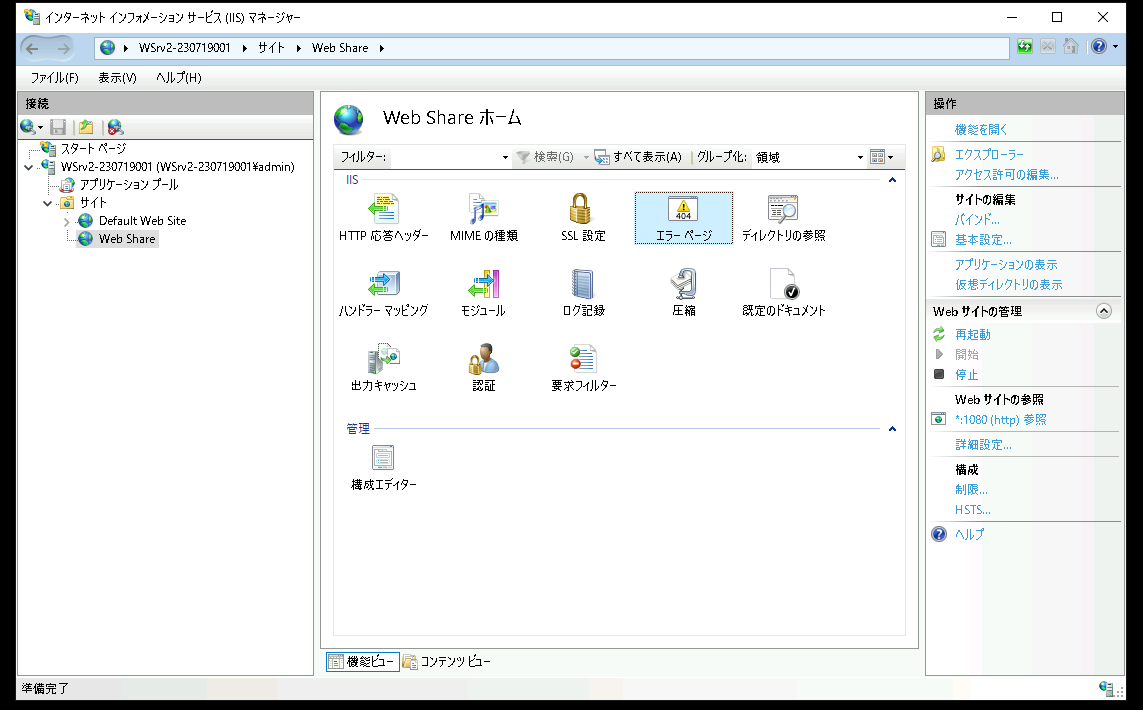 インターネット インフォメーション サービス (IIS) マネージャー
WSrv2-230719001 サイト Web Share
ファイル(F) 表示(V) ヘルプ(H)
接続
スタート ページ
WSrv2-230719001 (WSrv2-230719001¥admin)
アプリケーション プール
サイト
Default Web Site
Web Share
Web Share ホーム
フィルター: 検索(G) すべて表示(A) グループ化: 領域
IIS
HTTP 応答ヘッダー MIME の種類 SSL 設定 404 エラー ページ ディレクトリの参照
ハンドラー マッピング モジュール ログ記録 圧縮 既定のドキュメント
出力キャッシュ 認証 要求フィルター
管理
構成エディター
機能ビュー コンテンツ ビュー
操作
機能を開く
エクスプローラー
アクセス許可の編集...
サイトの編集
バインド...
基本設定...
アプリケーションの表示
仮想ディレクトリの表示
Web サイトの管理
再起動
開始
停止
Web サイトの参照
*:1080 (http) 参照
詳細設定...
構成
制限...
HSTS...
ヘルプ
準備完了